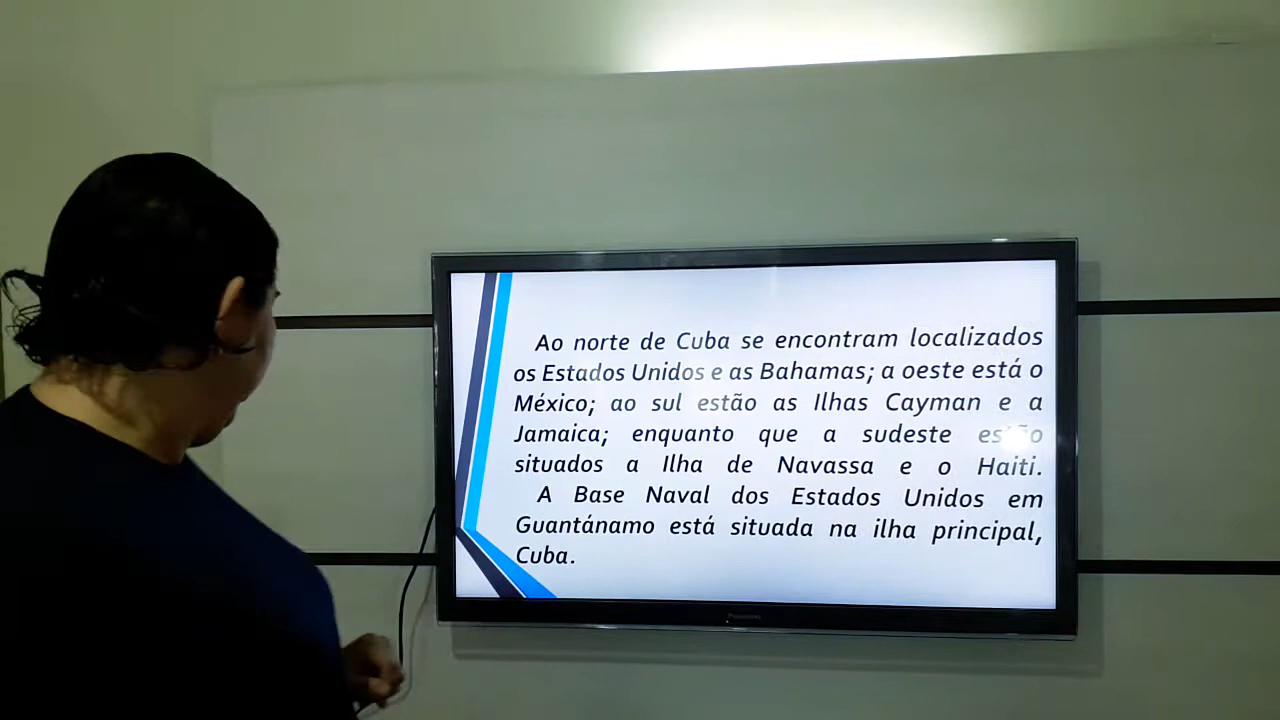 Ao norte de Cuba se encontram localizados
os Estados Unidos e as Bahamas; a oeste está o
México; ao sul estão as Ilhas Cayman e a
Jamaica; enquanto que a sudeste estão
situados a Ilha de Navassa e o Haiti.
A Base Naval dos Estados Unidos em
Guantánamo está situada na ilha principal,
Cuba.
Panasonic